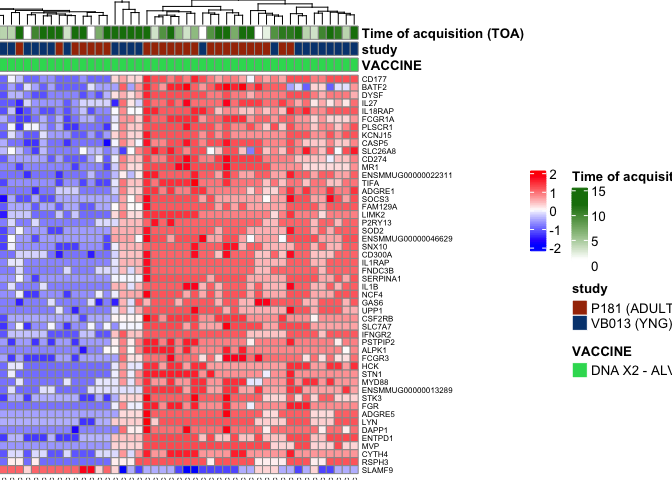 Time of acquisition (TOA)
study
VACCINE
CD177
BATF2
DYSF
IL27
IL18RAP
FCGR1A
PLSCR1
KCNJ15
CASP5
SLC26A8
CD274
MR1
ENSMMUG00000022311
TIFA
ADGRE1
SOCS3
FAM129A
LIMK2
P2RY13
SOD2
ENSMMUG00000046629
SNX10
CD300A
IL1RAP
FNDC3B
SERPINA1
IL1B
NCF4
GAS6
UPP1
CSF2RB
SLC7A7
IFNGR2
PSTPIP2
ALPK1
FCGR3
HCK
STN1
MYD88
ENSMMUG00000013289
STK3
FGR
ADGRE5
LYN
DAPP1
ENTPD1
MVP
CYTH4
RSPH3
SLAMF9
2
1
0
-1
-2
Time of acquisit
15
10
5
0
study
P181 (ADULT
VB013 (YNG)
VACCINE
DNA X2 - ALV